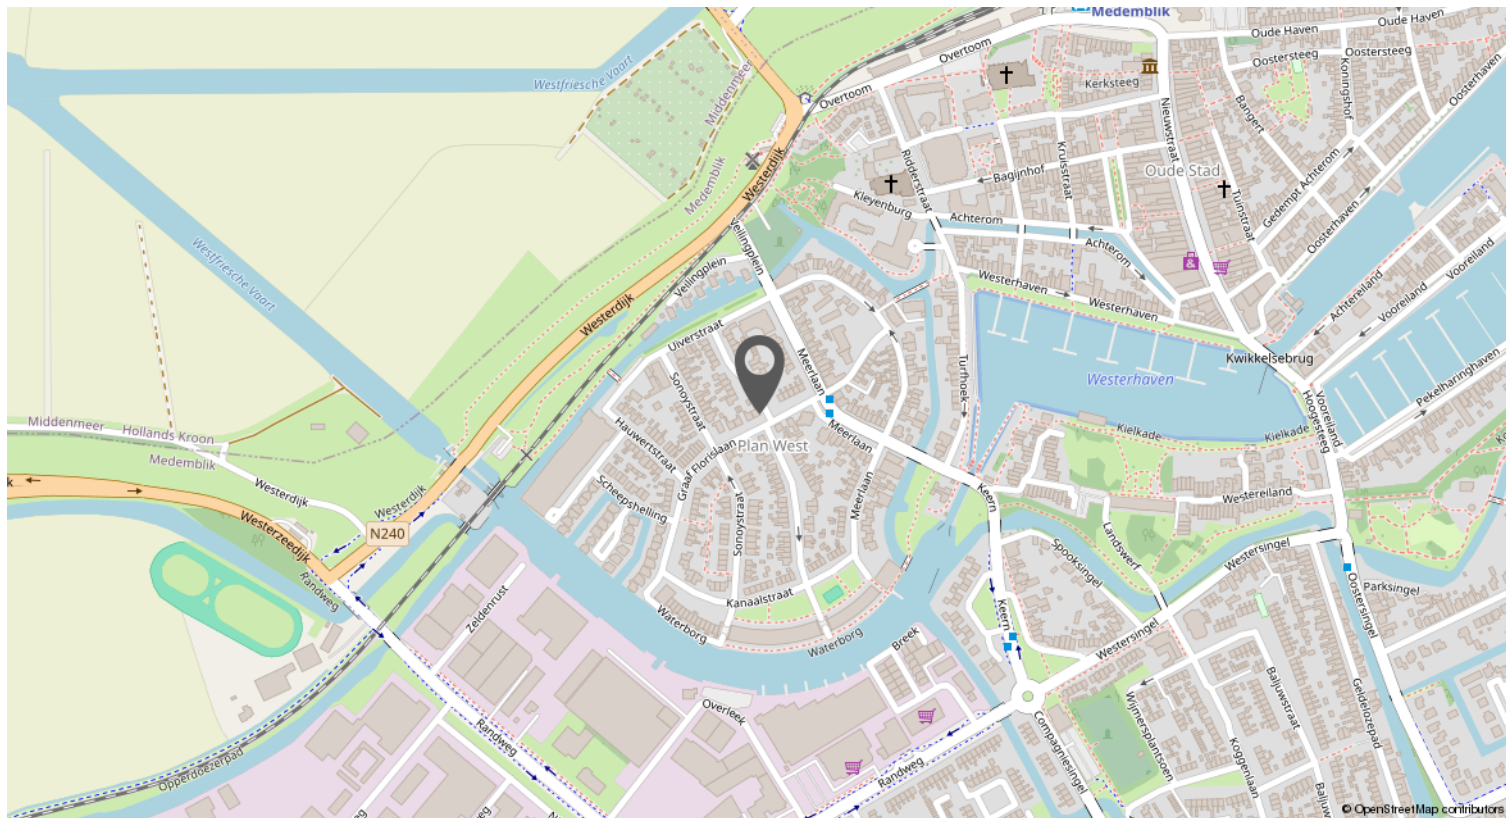 Medemblik
Oude Haven
Oude Haven
Overtoom
Oostersteeg
Oostersteeg
Westfriesche Vaart
Middenmeer
Kerksteeg
Koningshof
Oosterhaven
Overtoom
Nieuwstraat
Bangert
Westerdijk
Ridderstraat
Kruisstraat
Oude Stad
Medemblik
Bagijnhof
Gedempt Achterom
Tuinstraat
Kleyenburg
Achterom
Oosterhaven
Veilingplein
Achterom
Westfriesche Vaart
Veilingplein
Westerhaven
Westerhaven
Vooreiland
Achtereiland
Vooreiland
Westerdijk
Uiverstraat
Meerlaan
Turfhoek
Kwikkelsebrug
Westerhaven
Pekelharinghaven
Sonoystraat
Vooreiland
Hoogesteeg
Middenmeer
Hollands Kroon
Hauwertstraat
Plan West
Meerlaan
Kielkade
Kielkade
Medemblik
Graaf Florislaan
k
Westerdijk
Scheepshelling
Meerlaan
Keern
Westereiland
Westerdijk
Westerzeedijk
N240
Sonoystraat
Landswerf
Spooksingel
Westersingel
Randweg
Zeldenrust
Kanaalstraat
Keern
Oostersingel
Parksingel
Waterborg
Waterborg
Breek
Westersingel
Baljuwstraat
Geldelozepad
Wijmersplantsoen
Overleek
Compagniesingel
Koggenlaan
Randweg
Randweg
Opperdoezerpad
Baljuw
© OpenStreetMap contributors